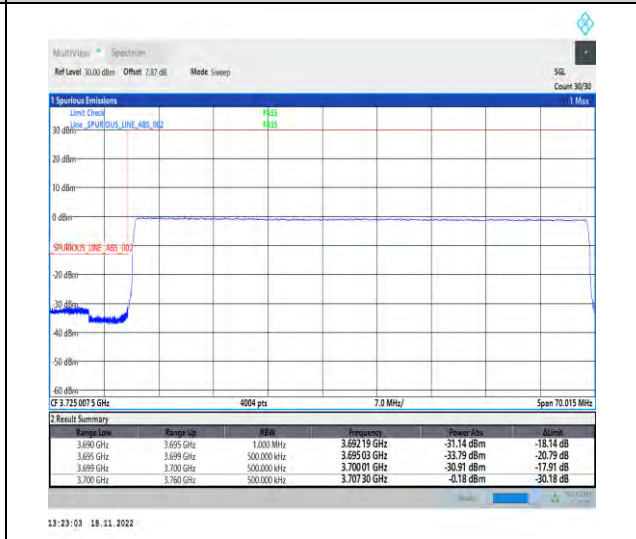 MultiView Spectrum
Ref Level 30.00 dBm Offset 7.87 dB Mode Sweep SGL
Count 30/30
1 Spurious Emissions 1 Max
Limit Check PASS
Line _SPURIOUS_LINE_ABS_002 PASS
30 dBm
20 dBm
10 dBm
0 dBm
_SPURIOUS_LINE_ABS_002
-20 dBm
-30 dBm
-40 dBm
-50 dBm
-60 dBm
CF 3.725 007 5 GHz 4004 pts 7.0 MHz/ Span 70.015 MHz
2 Result Summary
Range Low Range Up RBW Frequency Power Abs ΔLimit
3.690 GHz 3.695 GHz 1.000 MHz 3.692 19 GHz -31.14 dBm -18.14 dB
3.695 GHz 3.699 GHz 500.000 kHz 3.695 03 GHz -33.79 dBm -20.79 dB
3.699 GHz 3.700 GHz 500.000 kHz 3.700 01 GHz -30.91 dBm -17.91 dB
3.700 GHz 3.760 GHz 500.000 kHz 3.707 30 GHz -0.18 dBm -30.18 dB
13:23:03 18.11.2022